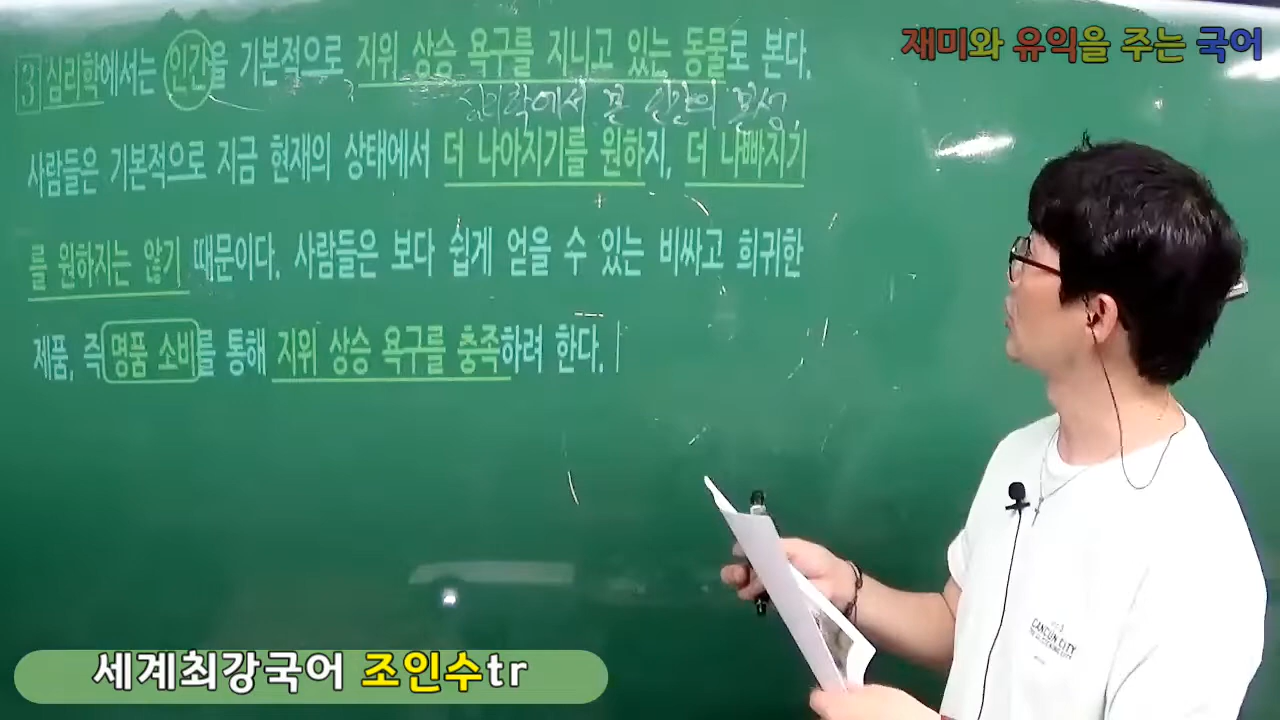 재미와 유익을 주는 국어
3 심리학에서는 인간을 기본적으로 지위 상승 욕구를 지니고 있는 동물로 본다.
심리학에서 본 인간의 특성
사람들은 기본적으로 지금 현재의 상태에서 더 나아지기를 원하지, 더 나빠지기
를 원하지는 않기 때문이다. 사람들은 보다 쉽게 얻을 수 있는 비싸고 희귀한
제품, 즉 명품 소비를 통해 지위 상승 욕구를 충족하려 한다.
CANCUN CITY
세계최강국어 조인수tr